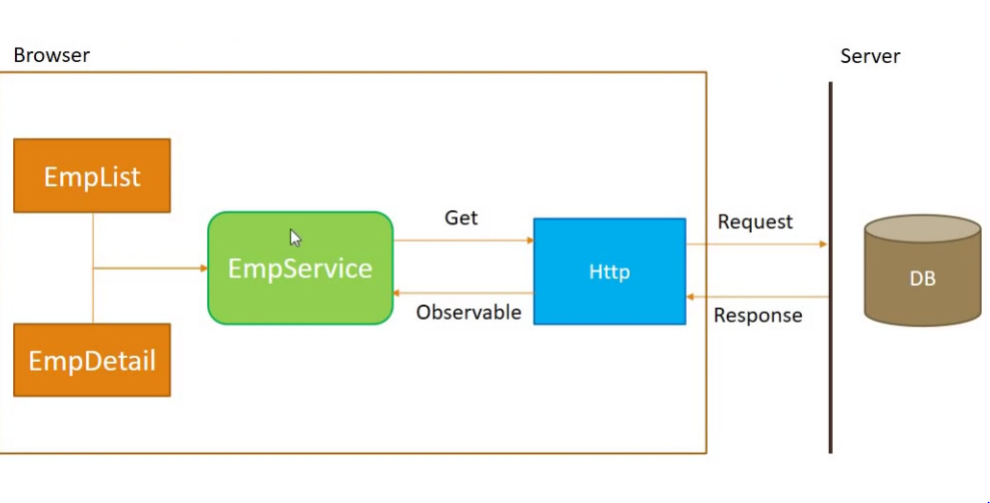 Browser
Server
EmpList
EmpService
EmpDetail
Get
Observable
Http
Request
Response
DB